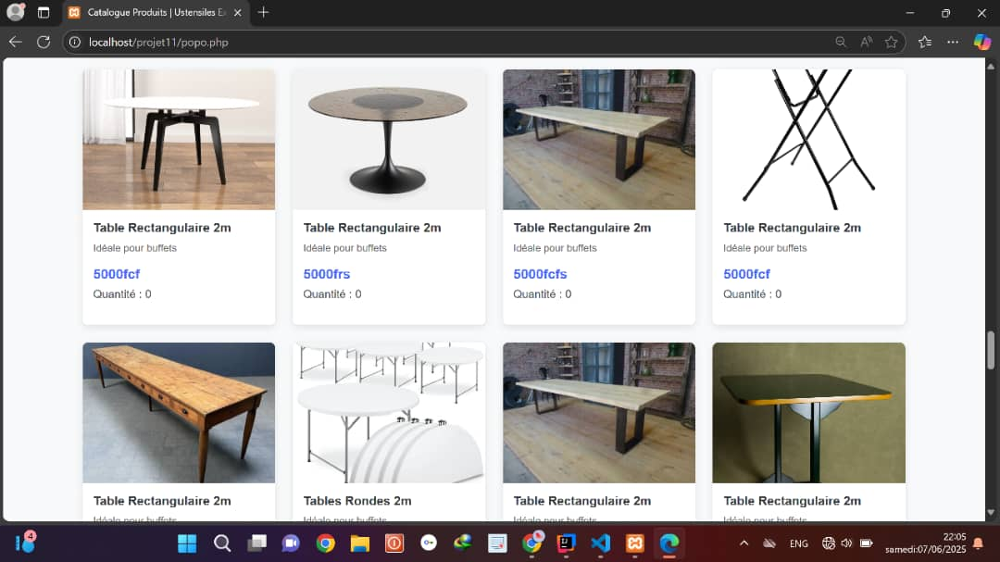 Catalogue Produits | Ustensiles E
localhost/projet11/popo.php
Table Rectangulaire 2m
Idéale pour buffets
5000fcf
Quantité : 0
Table Rectangulaire 2m
Idéale pour buffets
5000frs
Quantité : 0
Table Rectangulaire 2m
Idéale pour buffets
5000fcfs
Quantité : 0
Table Rectangulaire 2m
Idéale pour buffets
5000fcf
Quantité : 0
Table Rectangulaire 2m
Idéale pour buffets
Tables Rondes 2m
Idéale pour buffets
Table Rectangulaire 2m
Idéale pour buffets
Table Rectangulaire 2m
Idéale pour buffets
4
ENG
22:05
samedi:07/06/2025